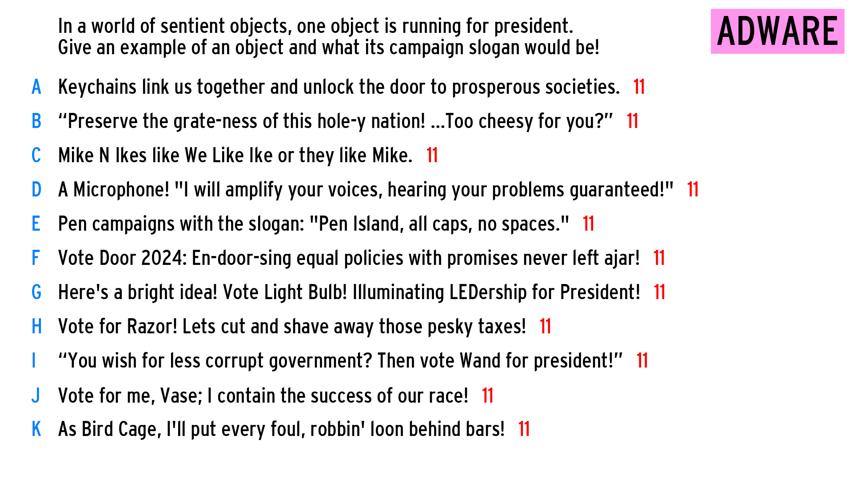 In a world of sentient objects, one object is running for president.
Give an example of an object and what its campaign slogan would be!
ADWARE
A Keychains link us together and unlock the door to prosperous societies. 11
B “Preserve the grate-ness of this hole-y nation! ...Too cheesy for you?” 11
C Mike N Ikes like We Like Ike or they like Mike. 11
D A Microphone! "I will amplify your voices, hearing your problems guaranteed!" 11
E Pen campaigns with the slogan: "Pen Island, all caps, no spaces." 11
F Vote Door 2024: En-door-sing equal policies with promises never left ajar! 11
G Here's a bright idea! Vote Light Bulb! Illuminating LEDership for President! 11
H Vote for Razor! Lets cut and shave away those pesky taxes! 11
I “You wish for less corrupt government? Then vote Wand for president!” 11
J Vote for me, Vase; I contain the success of our race! 11
K As Bird Cage, I'll put every foul, robbin' loon behind bars! 11